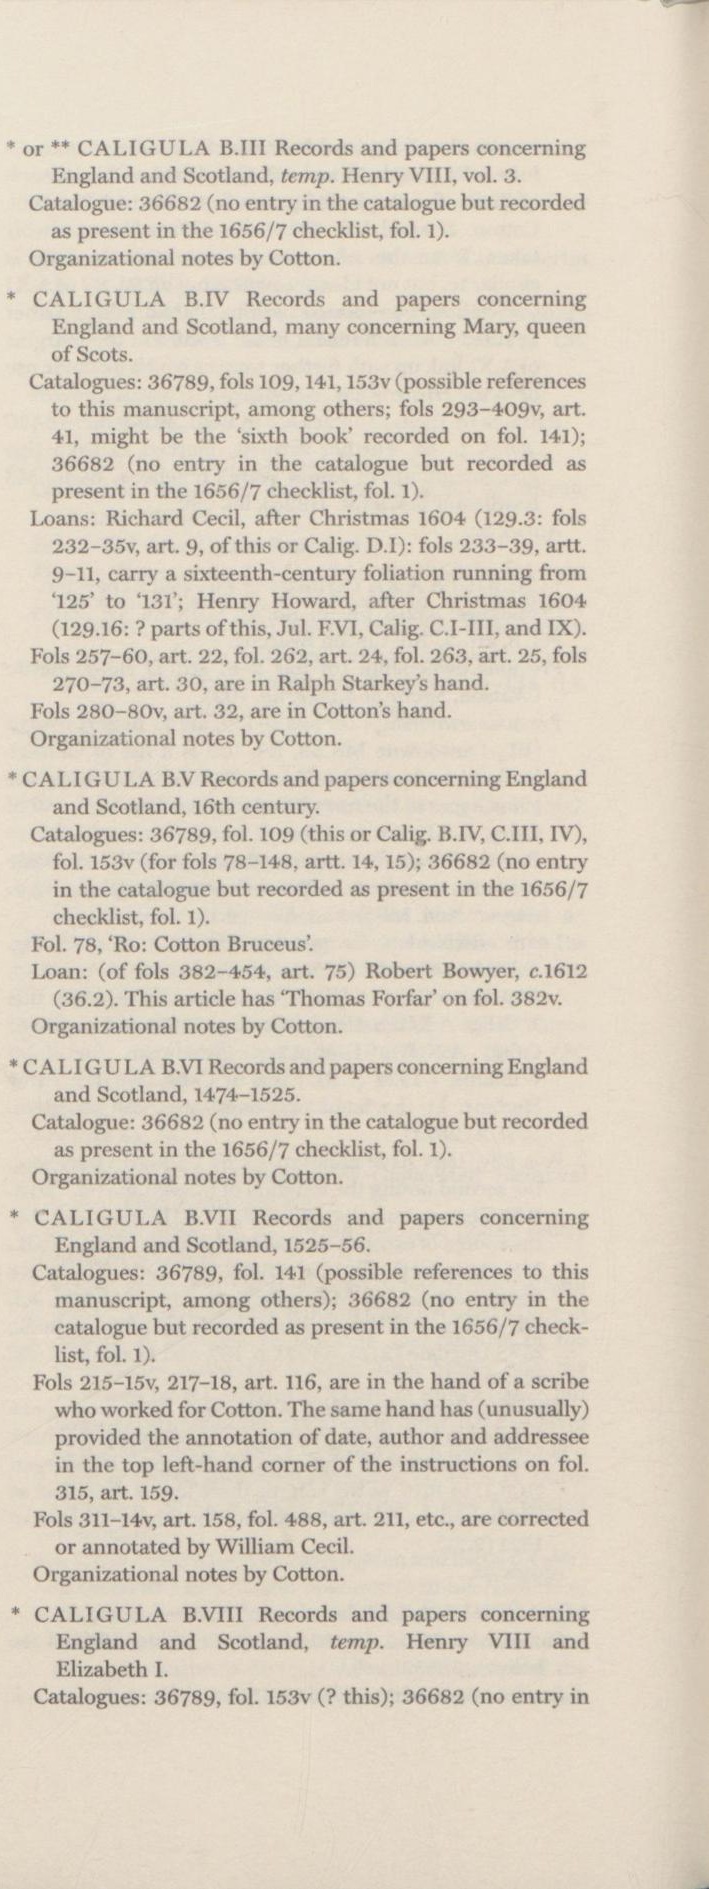 * or ** CALIGULA B.III Records and papers concerning
England and Scotland, temp. Henry VIII, vol. 3.
Catalogue: 36682 (no entry in the catalogue but recorded
as present in the 1656/7 checklist, fol. 1).
Organizational notes by Cotton.
* CALIGULA B.IV Records and papers concerning
England and Scotland, many concerning Mary, queen
of Scots.
Catalogues: 36789, fols 109, 141, 153v (possible references
to this manuscript, among others; fols 293–409v, art.
41, might be the ‘sixth book’ recorded on fol. 141);
36682 (no entry in the catalogue but recorded as
present in the 1656/7 checklist, fol. 1).
Loans: Richard Cecil, after Christmas 1604 (129.3: fols
232–35v, art. 9, of this or Calig. D.I): fols 233–39, artt.
9–11, carry a sixteenth-century foliation running from
‘125’ to ‘131’; Henry Howard, after Christmas 1604
(129.16: ? parts of this, Jul. F.VI, Calig. C.I-III, and IX).
Fols 257–60, art. 22, fol. 262, art. 24, fol. 263, art. 25, fols
270–73, art. 30, are in Ralph Starkey’s hand.
Fols 280–80v, art. 32, are in Cotton’s hand.
Organizational notes by Cotton.
* CALIGULA B.V Records and papers concerning England
and Scotland, 16th century.
Catalogues: 36789, fol. 109 (this or Calig. B.IV, C.III, IV),
fol. 153v (for fols 78–148, artt. 14, 15); 36682 (no entry
in the catalogue but recorded as present in the 1656/7
checklist, fol. 1).
Fol. 78, ‘Ro: Cotton Bruceus’.
Loan: (of fols 382–454, art. 75) Robert Bowyer, c.1612
(36.2). This article has ‘Thomas Forfar’ on fol. 382v.
Organizational notes by Cotton.
* CALIGULA B.VI Records and papers concerning England
and Scotland, 1474–1525.
Catalogue: 36682 (no entry in the catalogue but recorded
as present in the 1656/7 checklist, fol. 1).
Organizational notes by Cotton.
* CALIGULA B.VII Records and papers concerning
England and Scotland, 1525–56.
Catalogues: 36789, fol. 141 (possible references to this
manuscript, among others); 36682 (no entry in the
catalogue but recorded as present in the 1656/7 check-
list, fol. 1).
Fols 215–15v, 217–18, art. 116, are in the hand of a scribe
who worked for Cotton. The same hand has (unusually)
provided the annotation of date, author and addressee
in the top left-hand corner of the instructions on fol.
315, art. 159.
Fols 311–14v, art. 158, fol. 488, art. 211, etc., are corrected
or annotated by William Cecil.
Organizational notes by Cotton.
* CALIGULA B.VIII Records and papers concerning
England and Scotland, temp. Henry VIII and
Elizabeth I.
Catalogues: 36789, fol. 153v (? this); 36682 (no entry in